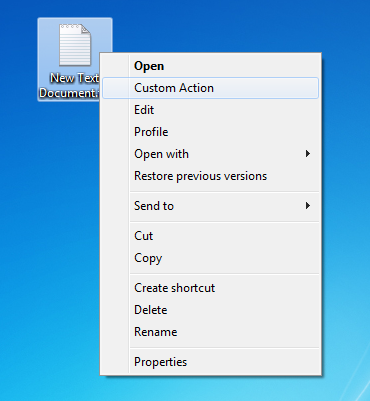 New Text
Document.
Open
Custom Action
Edit
Profile
Open with
Restore previous versions
Send to
Cut
Copy
Create shortcut
Delete
Rename
Properties